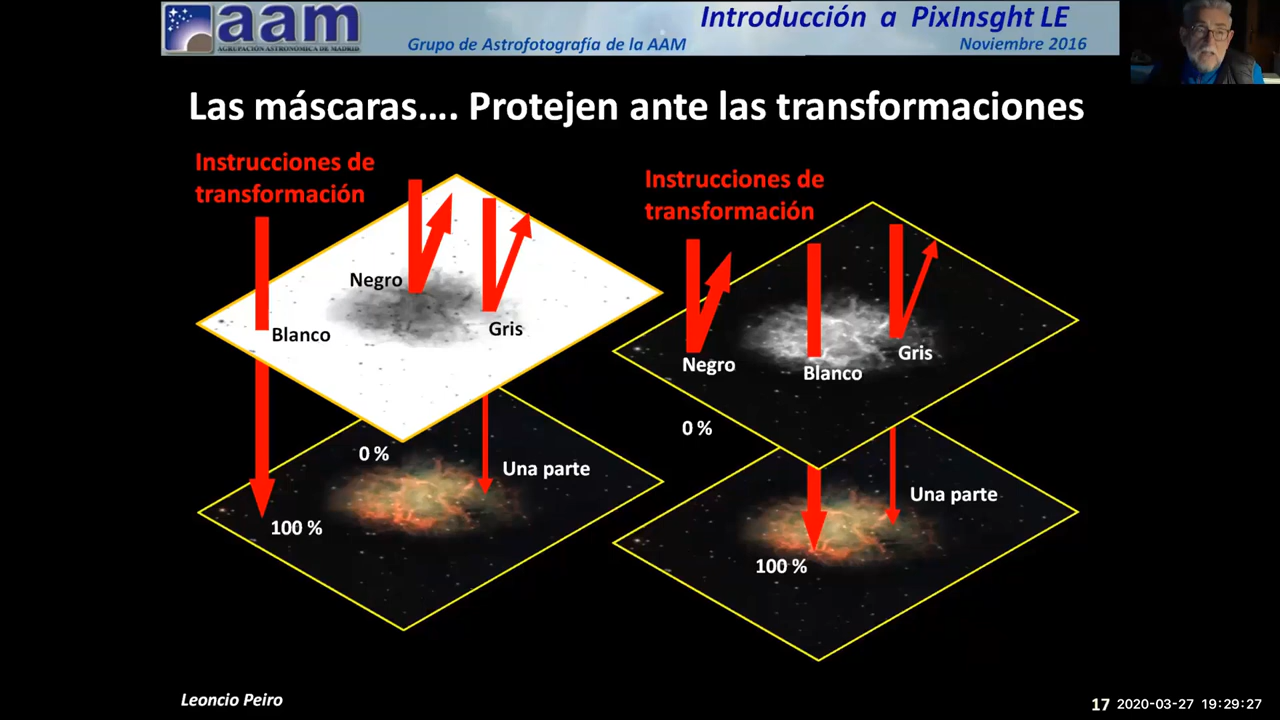 aam
AGRUPACIÓN ASTRONÓMICA DE MADRID
Introducción a PixInsght LE
Grupo de Astrofotografía de la AAM
Noviembre 2016
Las máscaras.... Protejen ante las transformaciones
Instrucciones de
transformación
Negro
Gris
Blanco
0 %
Una parte
100 %
Instrucciones de
transformación
Negro
Gris
Blanco
0 %
Una parte
100 %
Leoncio Peiro
17 2020-03-27 19:29:27